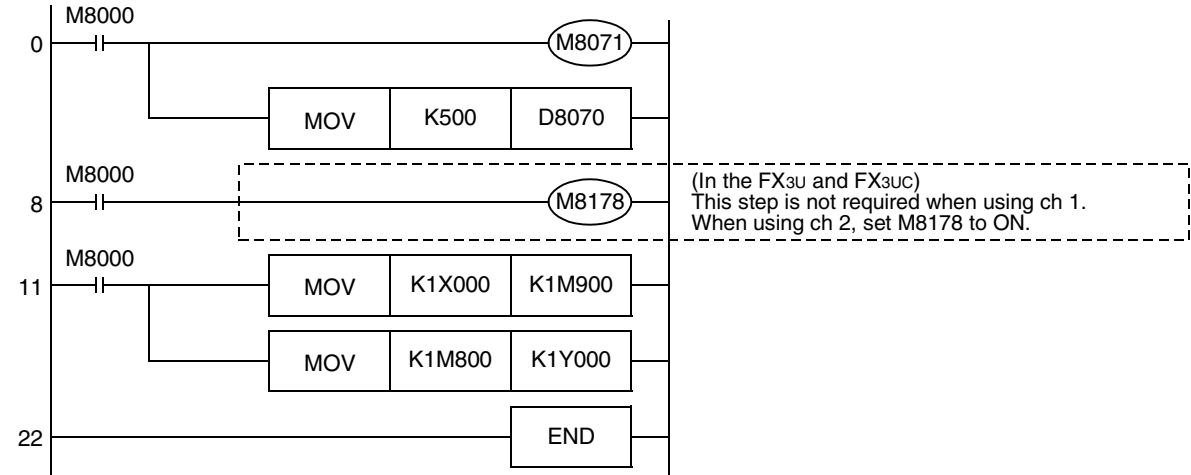 M8000
0
M8071
MOV K500 D8070
M8000
8
M8178
(In the FX3U and FX3UC)
This step is not required when using ch 1.
When using ch 2, set M8178 to ON.
M8000
11
MOV K1X000 K1M900
MOV K1M800 K1Y000
22
END